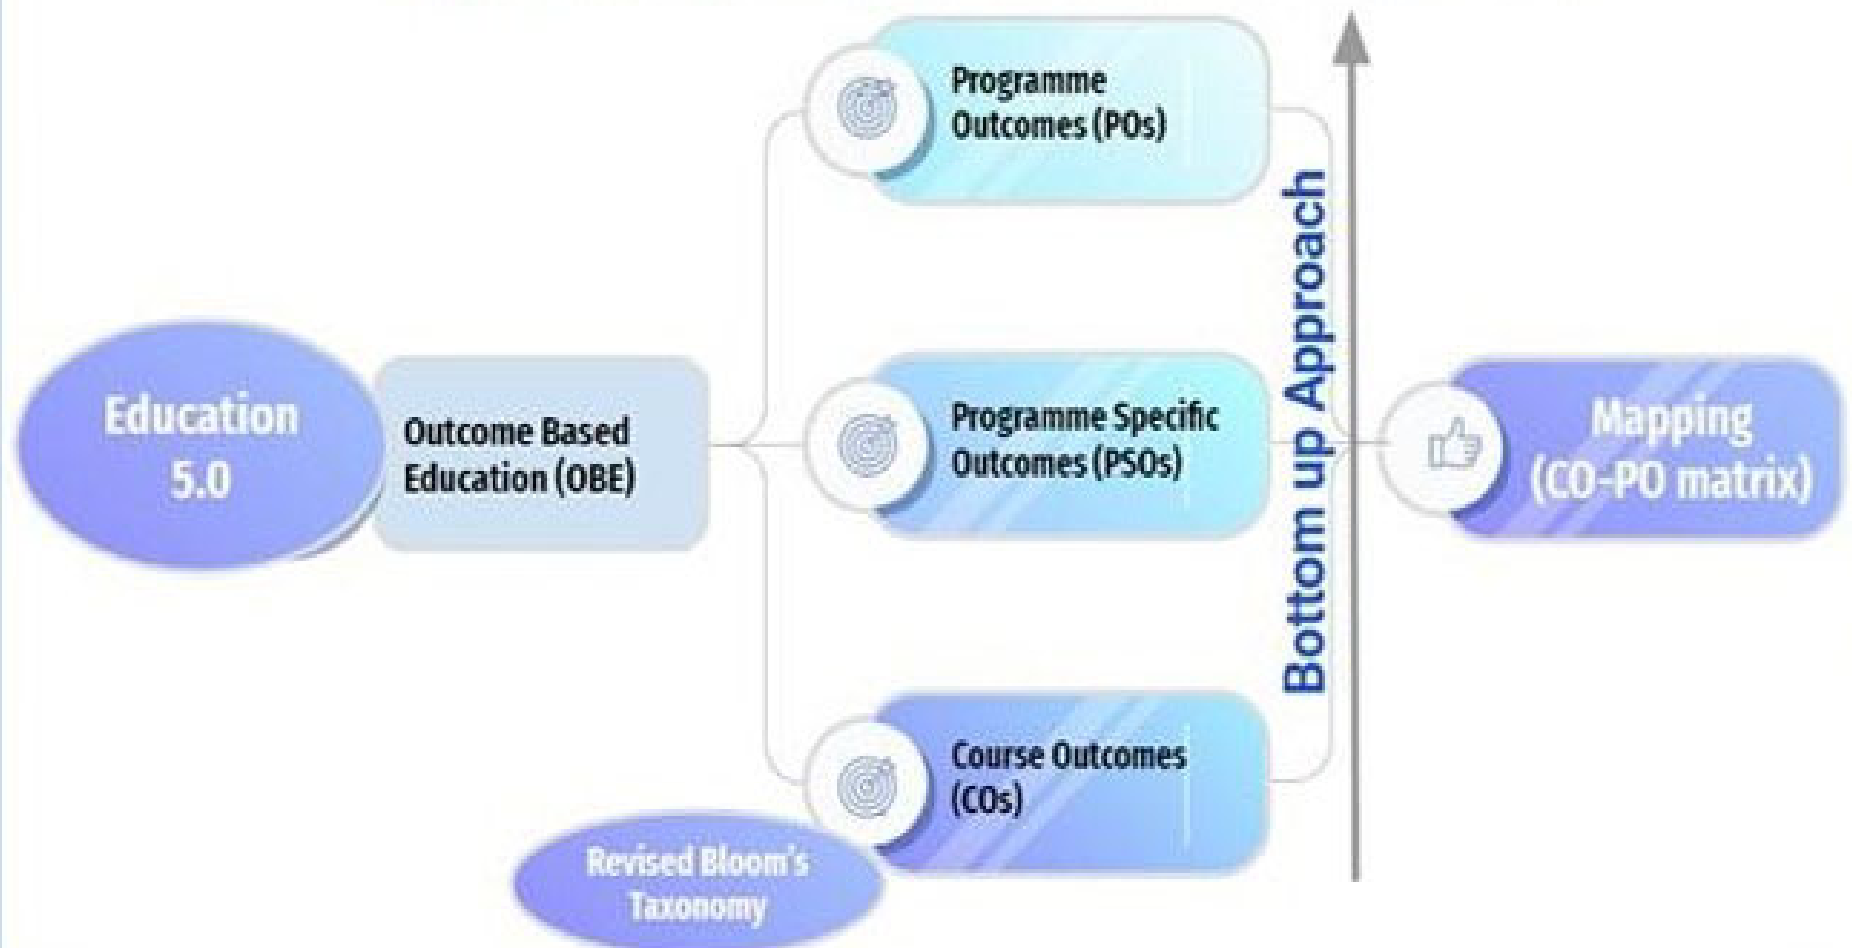 Programme
Outcomes (POs)
Education
5.0
Outcome Based
Education (OBE)
Programme Specific
Outcomes (PSOs)
Bottom up Approach
Mapping
(CO-PO matrix)
Course Outcomes
(COs)
Revised Bloom's
Taxonomy